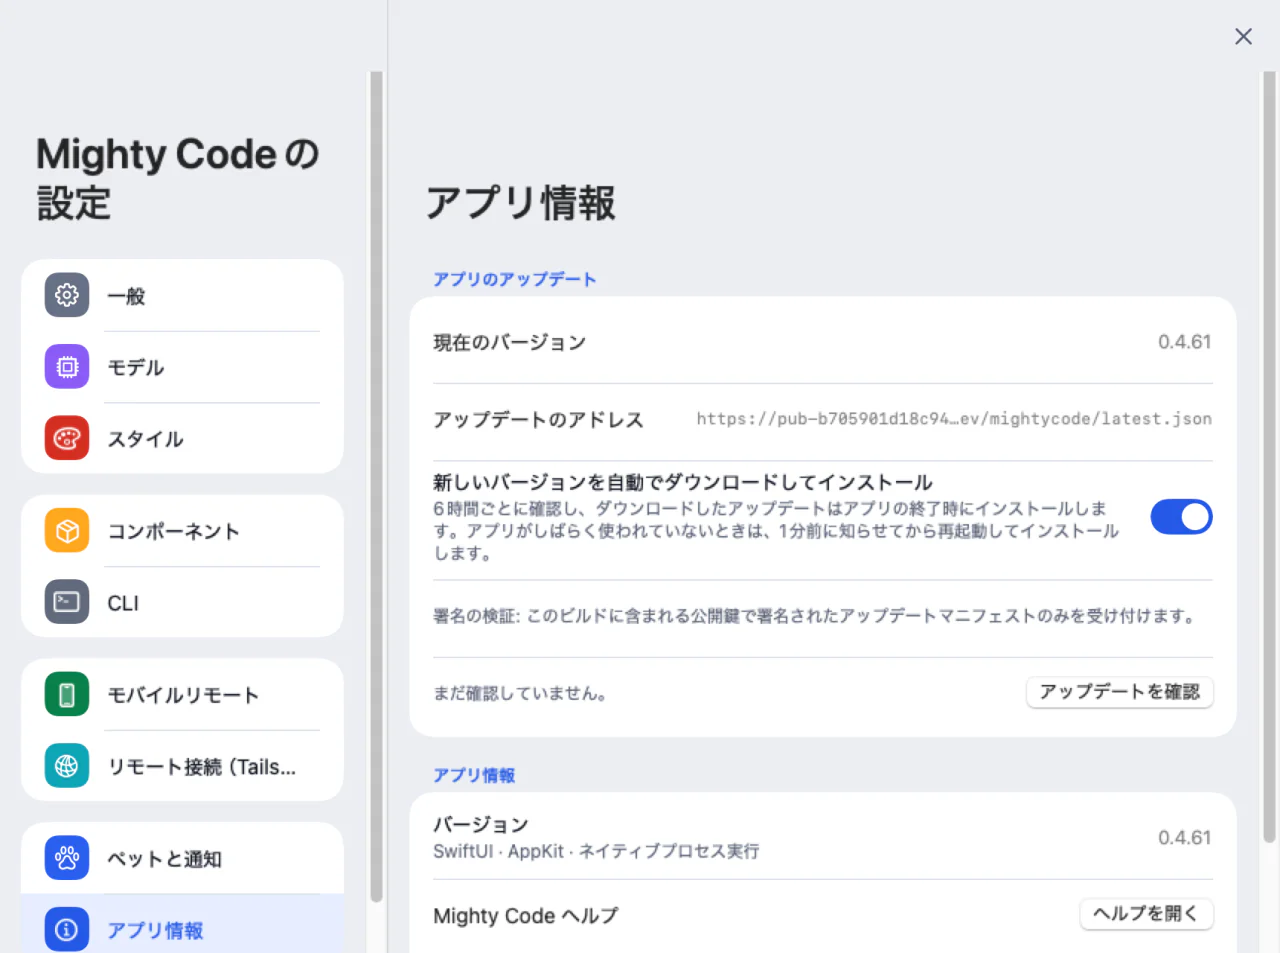 Mighty Code の
設定
一般
モデル
スタイル
コンポーネント
CLI
モバイルリモート
リモート接続 (Tails...
ペットと通知
アプリ情報
アプリ情報
アプリのアップデート
現在のバージョン 0.4.61
アップデートのアドレス https://pub-b705901d18c94…ev/mightycode/latest.json
新しいバージョンを自動でダウンロードしてインストール
6時間ごとに確認し、ダウンロードしたアップデートはアプリの終了時にインストールしま
す。アプリがしばらく使われていないときは、1分前に知らせてから再起動してインストール
します。
署名の検証: このビルドに含まれる公開鍵で署名されたアップデートマニフェストのみを受け付けます。
まだ確認していません。 アップデートを確認
アプリ情報
バージョン 0.4.61
SwiftUI · AppKit · ネイティブプロセス実行
Mighty Code ヘルプ ヘルプを開く